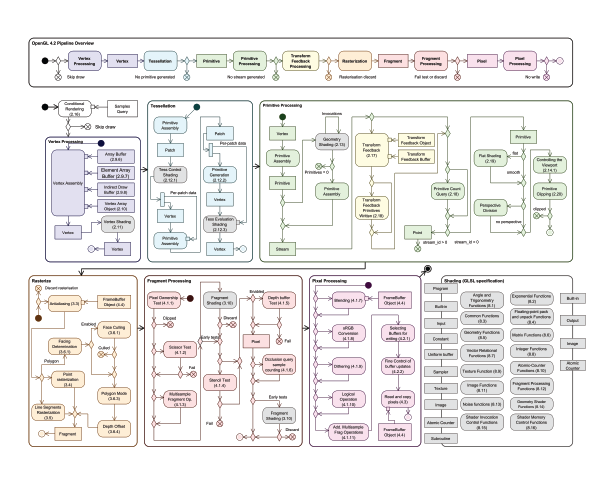 OpenGL 4.2 Pipeline Overview
Vertex
Processing
Vertex
Tessellation
Primitive
Primitive
Processing
Transform
Feedback
Processing
Rasterisation
Fragment
Fragment
Processing
Pixel
Pixel
Processing
Skip draw
No primitive generated
No stream generated
Rasterisation discard
Fail test or discard
No write
Conditional
Rendering
(2.16)
Samples
Query
Skip draw
Vertex Processing
Vertex Assembly
Array Buffer
(2.9.6)
Element Array
Buffer (2.9.7)
Indirect Draw
Buffer (2.9.8)
Vertex Array
Object (2.10)
Vertex Shading
(2.11)
Vertex
Tessellation
Primitive
Assembly
Patch
Tess Control
Shading
(2.12.1)
Per-patch data
Vertex
Primitive
Assembly
Patch
Per-patch data
Primitive
Generation
(2.12.2)
Vertex
Tess Evaluation
Shading
(2.12.3)
Vertex
Primitive Processing
Vertex
Primitive
Assembly
Primitive
Stream
Invocations
Geometry
Shading
(2.13)
Primitives = 0
Primitive
Assembly
Transform
Feedback
(2.17)
Transform
Feedback Object
Transform
Feedback Buffer
Transform
Feedback
Primitives
Written (2.18)
Primitive Count
Query (2.18)
Point
stream_id > 0
stream_id = 0
Primitive
Flat Shading
(2.19)
flat
smooth
Perspective
Division
no perspective
Controlling the
Viewport
(2.14.1)
Primitive
Clipping (2.20)
clipped
Rasterize
Discard rasterisation
Antialiasing (3.3)
FrameBuffer
Object (4.4)
Enabled
Facing
Determination
(3.6.1)
Face Culling
(3.6.1)
Culled
Polygon
Point
rasterization
(3.4)
Polygon Mode
(3.6.3)
Line Segments
Rasterization
(3.5)
Depth Offset
(3.6.4)
Fragment
Fragment Processing
Pixel Ownership
Test (4.1.1)
Clipped
Scissor Test
(4.1.2)
Fail
Multisample
Fragment Op.
(4.1.3)
Fragment
Shading (3.10)
Discard
Early tests
Stencil Test
(4.1.4)
Fail
Enabled
Depth buffer
Test (4.1.5)
Pixel
Fail
Occlusion query
sample counting
(4.1.6)
Early tests
Fragment
Shading (3.10)
Discard
Pixel Processing
Blending (4.1.7)
FrameBuffer
Object (4.4)
sRGB
Conversion
(4.1.8)
Selecting
Buffers for
writing (4.2.1)
Dithering (4.1.9)
Fine Control of
buffer updates
(4.2.2)
Logical
Operation
(4.1.10)
Read and copy
pixels (4.3)
Add. Multisample
Frag Operations
(4.1.11)
FrameBuffer
Object (4.4)
Shading (GLSL specification)
Program
Built-in
Input
Constant
Uniform buffer
Sampler
Texture
Image
Atomic Counter
Subroutine
Angle and
Trigonometry
Functions (8.1)
Common Functions
(8.3)
Geometry Functions
(8.5)
Vector Relational
Functions (8.7)
Texture Function (8.9)
Image Functions
(8.11)
Noise functions (8.13)
Shader Invocation
Control Functions
(8.15)
Exponential Functions
(8.2)
Floating-point pack
and unpack Functions
(8.4)
Matrix Functions (8.6)
Integer Functions
(8.8)
Atomic-Counter
Functions (8.10)
Fragment Processing
Functions (8.12)
Geometry Shader
Functions (8.14)
Shader Memory
Control Functions
(8.16)
Built-in
Output
Image
Atomic
Counter